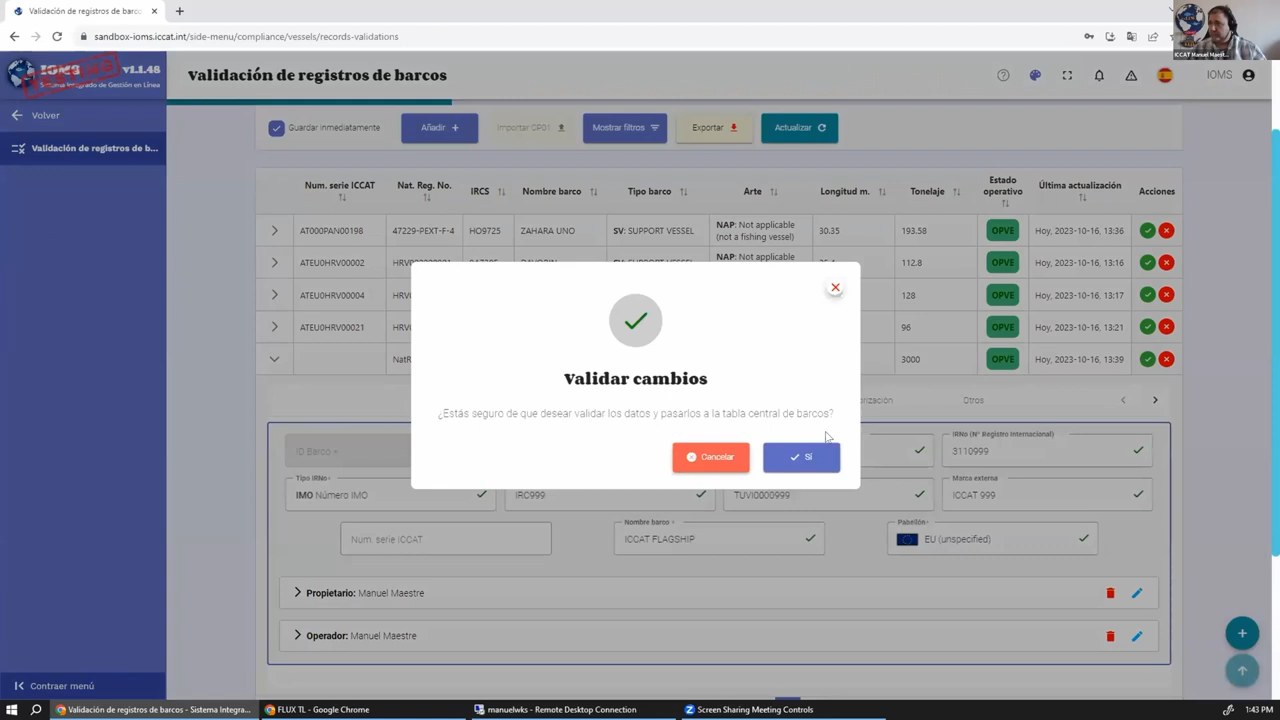 Validación de registros de barcos
sandbox-ioms.iccat.int/side-menu/compliance/vessels/records-validations
ICCAT Manuel Maest...
IOMS v1.1.48
TESTING
Sistema Integrado de Gestión en Línea
Validación de registros de barcos
IOMS
Volver
Validación de registros de b...
Guardar inmediatamente
Añadir +
Importar CP01
Mostrar filtros
Exportar
Actualizar
Num. serie ICCAT
Nat. Reg. No.
IRCS
Nombre barco
Tipo barco
Arte
Longitud m.
Tonelaje
Estado operativo
Última actualización
Acciones
AT000PAN00198 47229-PEXT-F-4 HO9725 ZAHARA UNO SV: SUPPORT VESSEL NAP: Not applicable (not a fishing vessel) 30.35 193.58 OPVE Hoy, 2023-10-16, 13:36
ATEU0HRV00002 NAP: Not applicable 112.8 OPVE Hoy, 2023-10-16, 13:16
ATEU0HRV00004 HRV 128 OPVE Hoy, 2023-10-16, 13:17
ATEU0HRV00021 HRV 96 OPVE Hoy, 2023-10-16, 13:21
NatR 3000 OPVE Hoy, 2023-10-16, 13:39
Validar cambios
¿Estás seguro de que desear validar los datos y pasarlos a la tabla central de barcos?
Cancelar
Sí
Otros
ID Barco *
IRNo (Nº Registro Internacional)
3110999
Tipo IRNo*
IMO Número IMO
IRC999
TUVI0000999
Marca externa
ICCAT 999
Num. serie ICCAT
Nombre barco *
ICCAT FLAGSHIP
Pabellón*
EU (unspecified)
Propietario: Manuel Maestre
Operador: Manuel Maestre
Contraer menú
Validación de registros de barcos - Sistema Integra...
FLUX TL - Google Chrome
manuelwks - Remote Desktop Connection
Screen Sharing Meeting Controls
1:43 PM